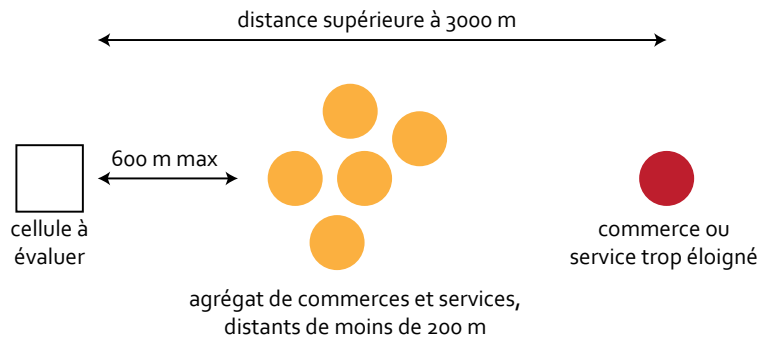 distance supérieure à 3000 m
600 m max
cellule à
évaluer
commerce ou
service trop éloigné
agrégat de commerces et services,
distants de moins de 200 m